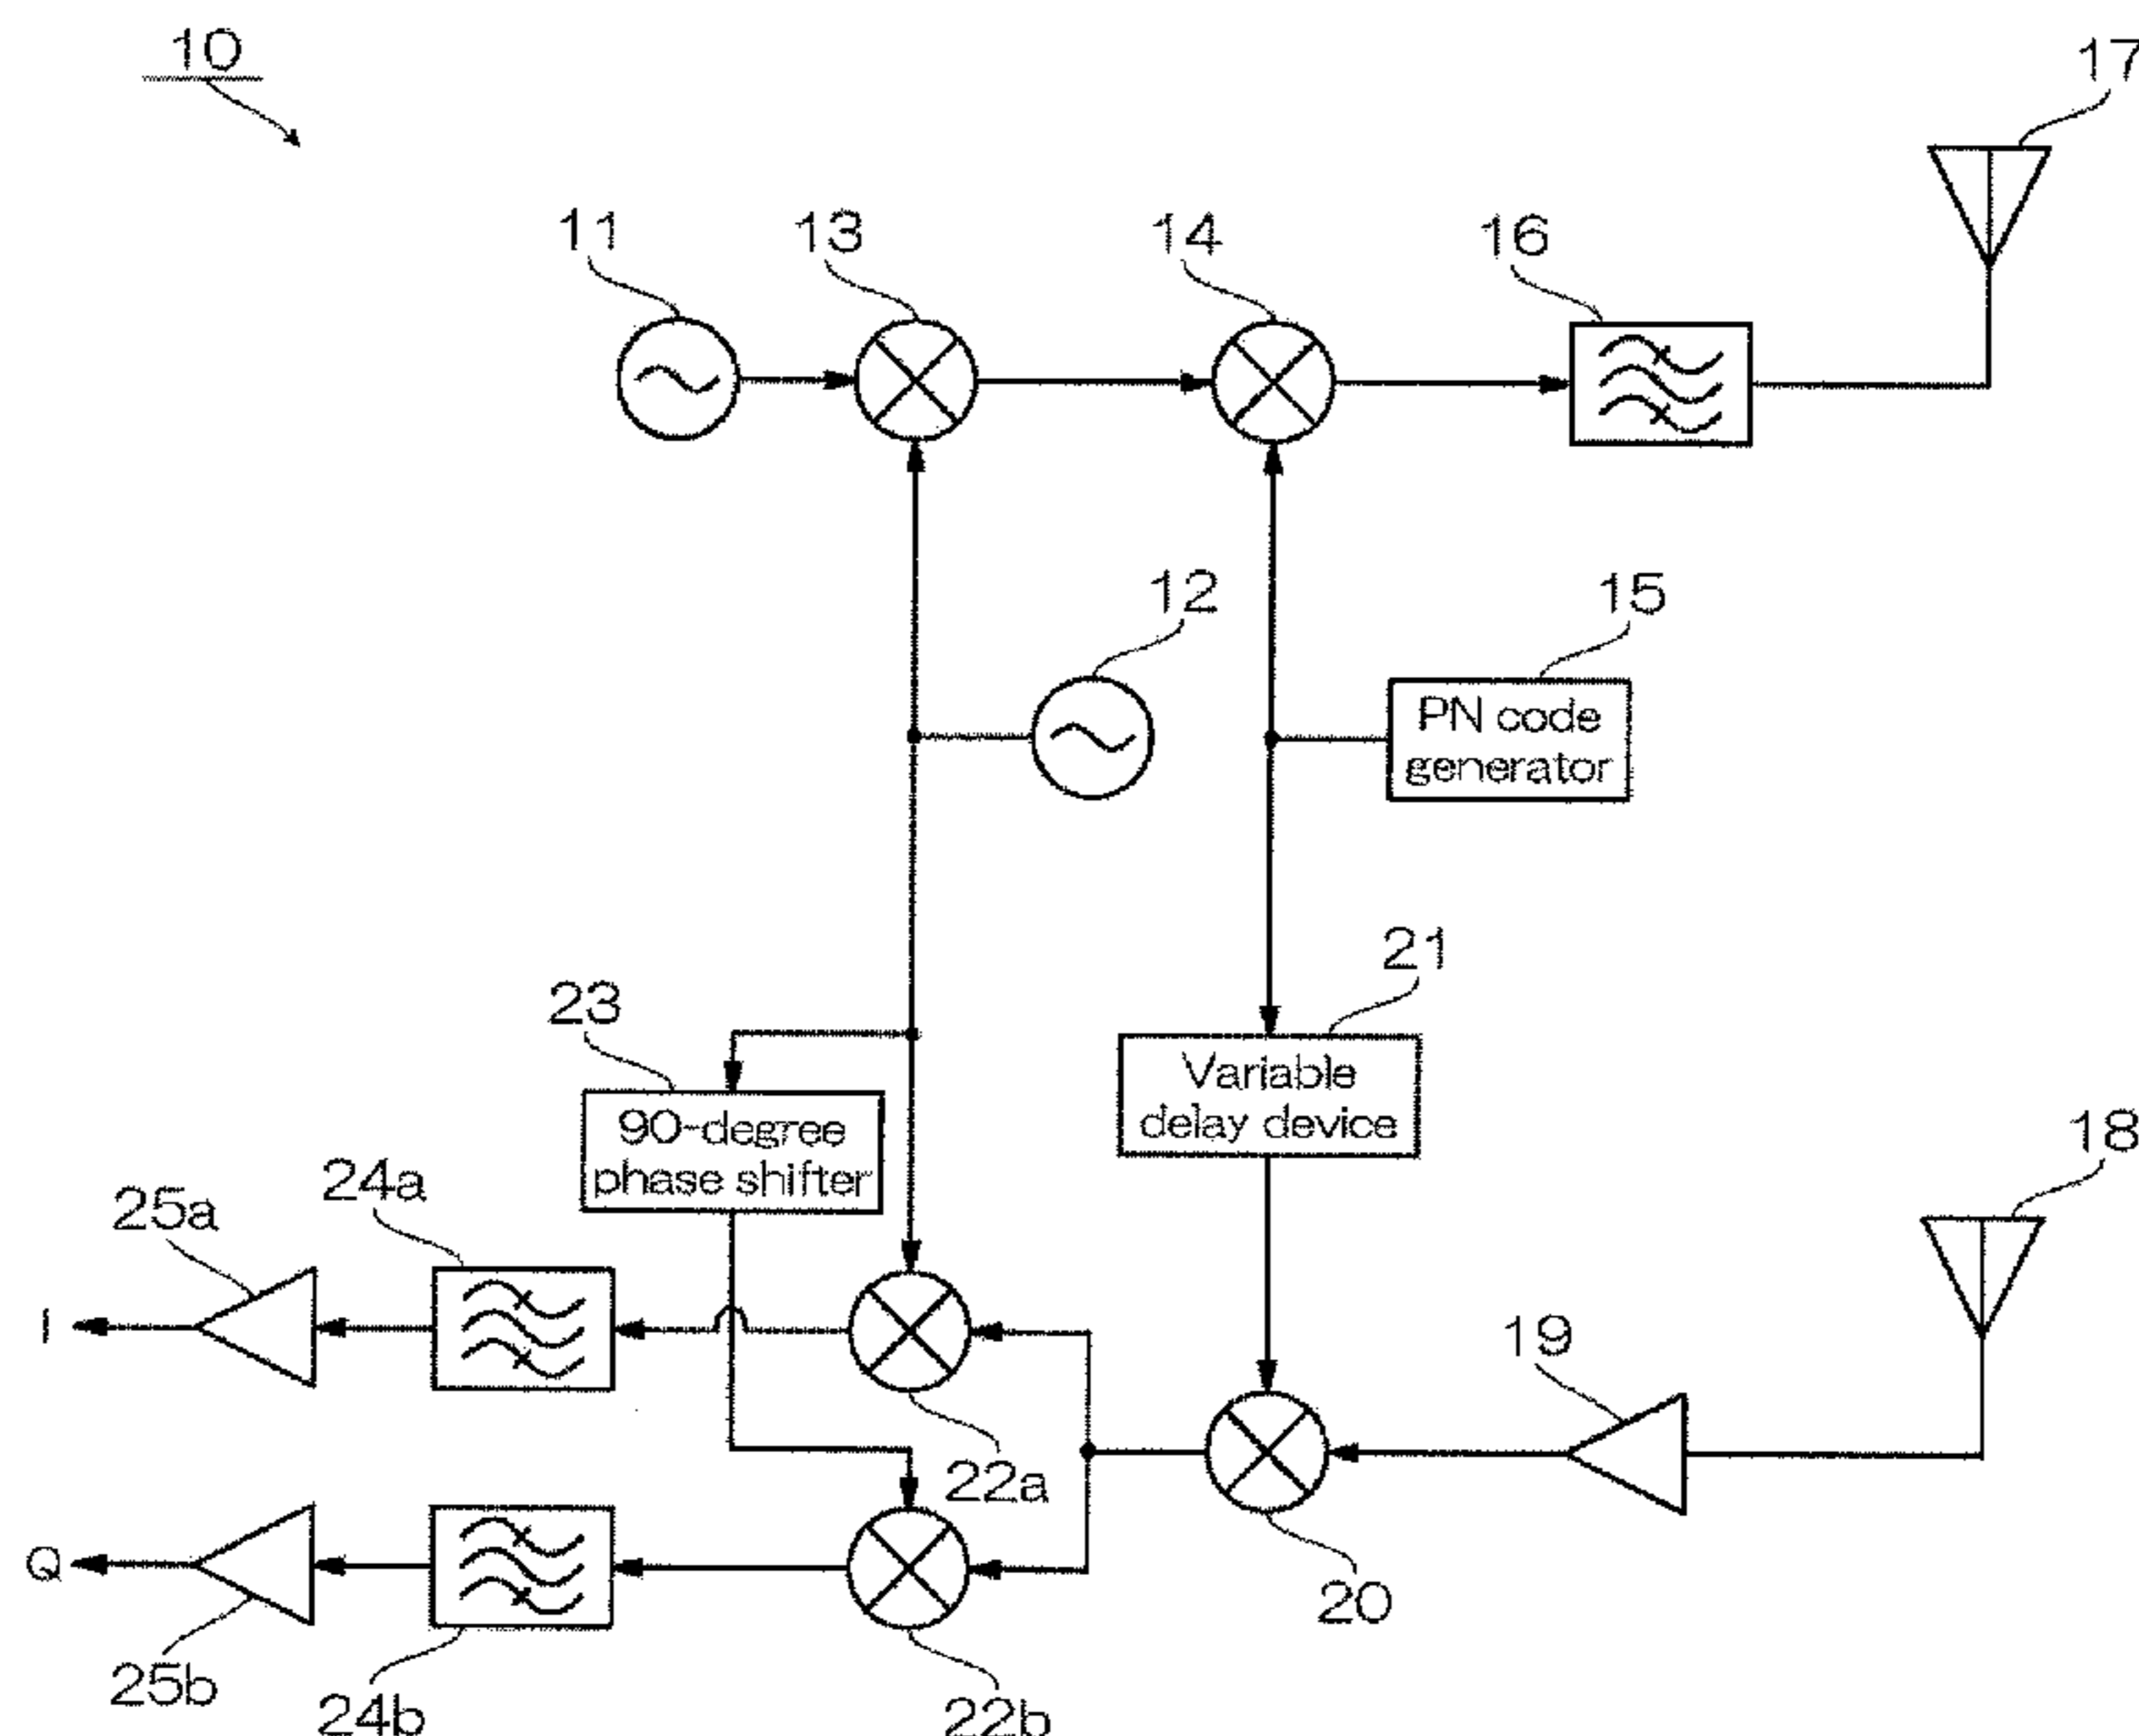 10
17
11
13
14
16
12
15
PN code
generator
21
23
Variable
delay device
90-degree
phase shifter
18
24a
25a
19
I
22a
Q
20
25b
24b
22b